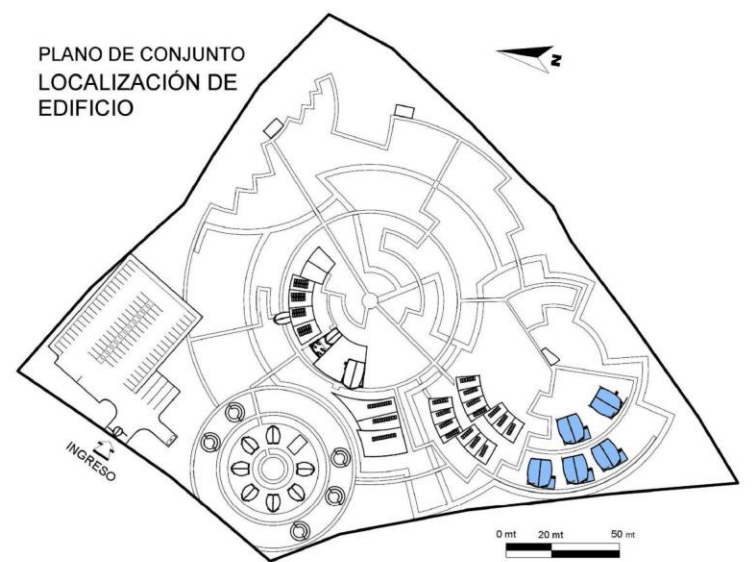 PLANO DE CONJUNTO
LOCALIZACIÓN DE
EDIFICIO
N
INGRESO
0 mt 20 mt 50 mt